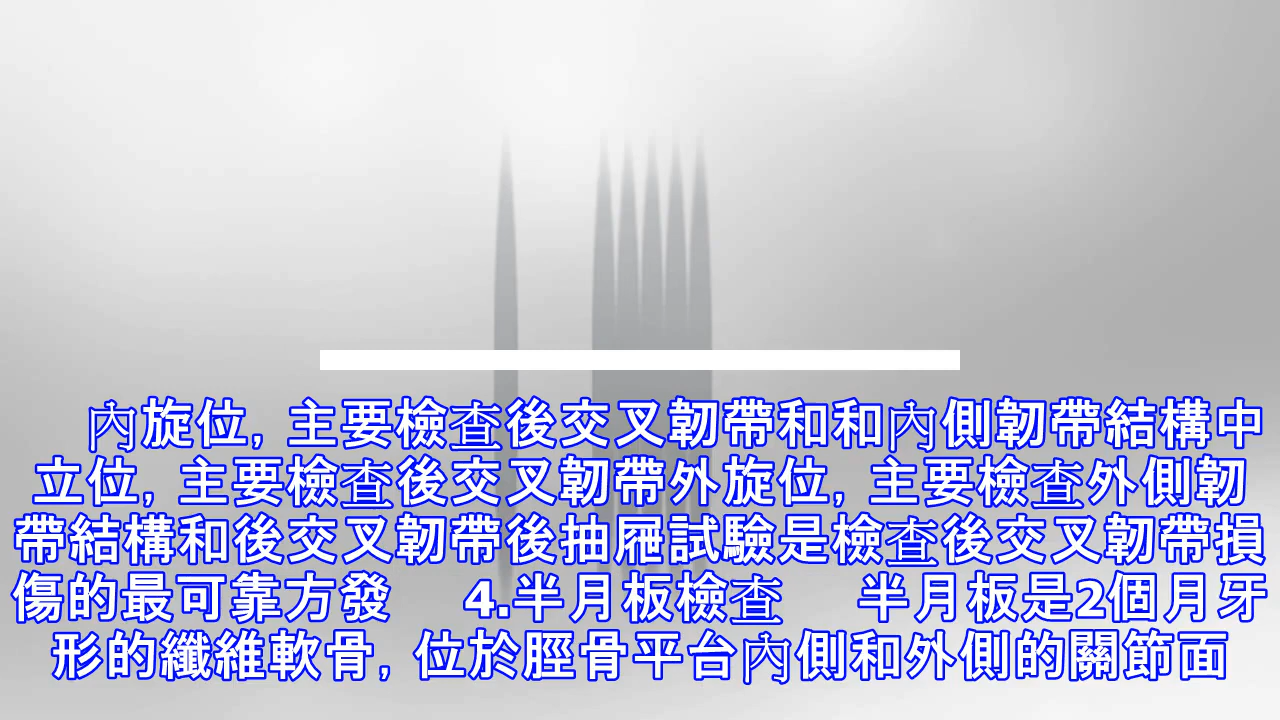 內旋位, 主要檢查後交叉韌帶和和內側韌帶結構中
立位, 主要檢查後交叉韌帶外旋位, 主要檢查外側韌
帶結構和後交叉韌帶後抽屜試驗是檢查後交叉韌帶損
傷的最可靠方發 4.半月板檢查 半月板是2個月牙
形的纖維軟骨, 位於脛骨平台內側和外側的關節面